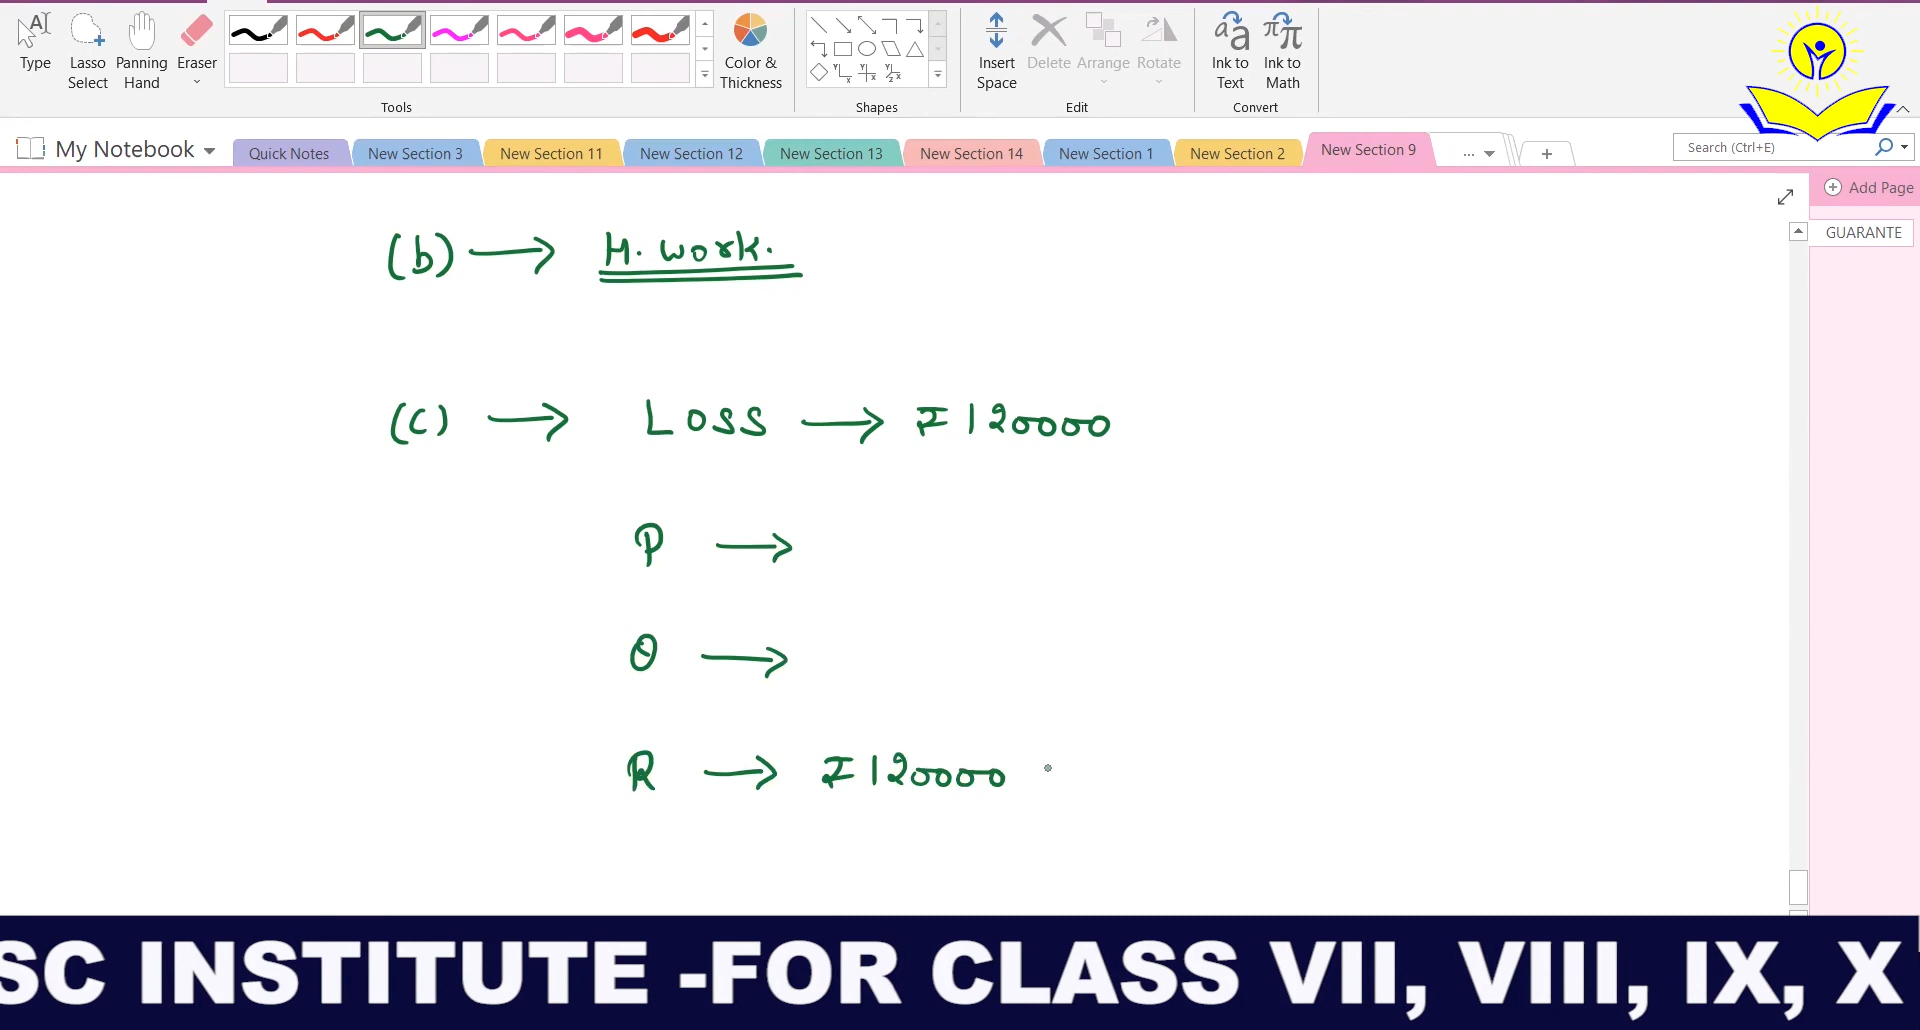 Type
Lasso Select
Panning Hand
Eraser
Color & Thickness
Insert Space
Delete
Arrange
Rotate
Ink to Text
Ink to Math
Tools
Shapes
Edit
Convert
My Notebook
Quick Notes
New Section 3
New Section 11
New Section 12
New Section 13
New Section 14
New Section 1
New Section 2
New Section 9
...
Search (Ctrl+E)
Add Page
GUARANTE
(b) → H. work.
(c) → Loss → ₹120000
P →
Q →
R → ₹120000
SC INSTITUTE -FOR CLASS VII, VIII, IX, X